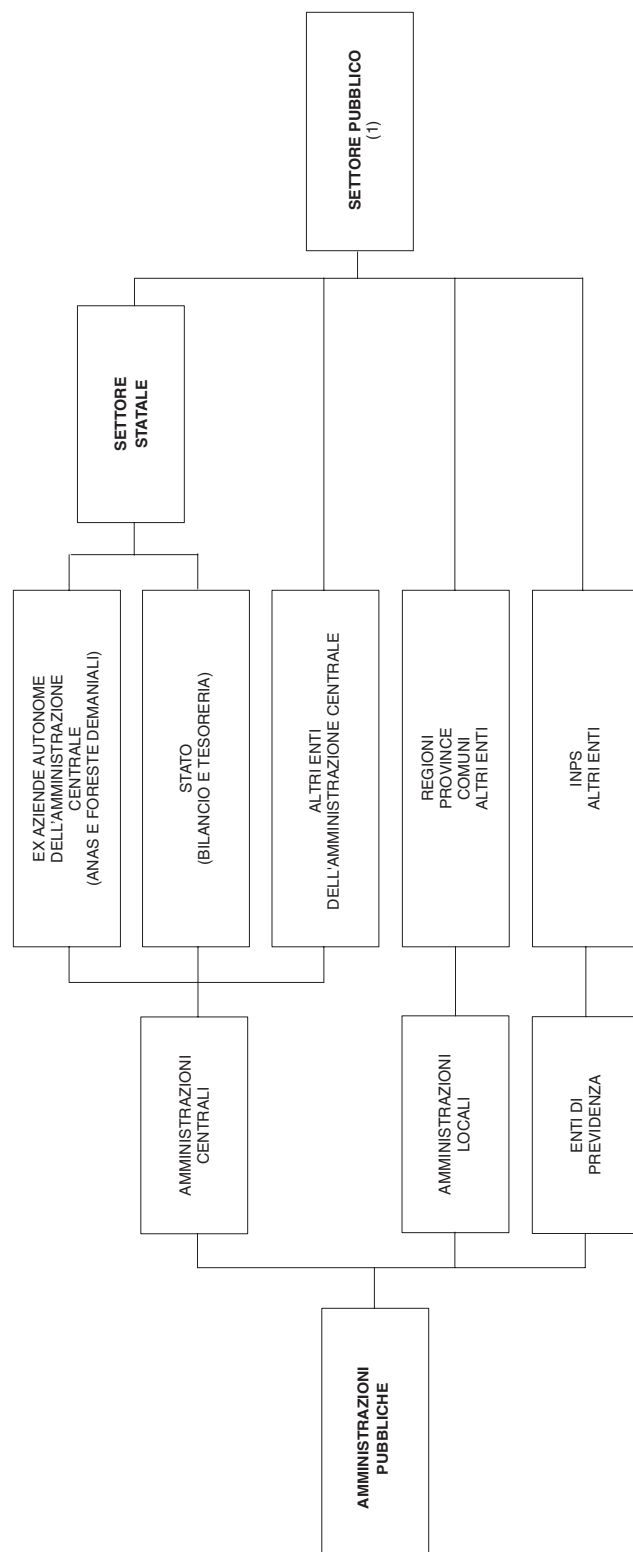 AMMINISTRAZIONI
PUBBLICHE
AMMINISTRAZIONI
CENTRALI
AMMINISTRAZIONI
LOCALI
ENTI DI
PREVIDENZA
EX AZIENDE AUTONOME
DELL'AMMINISTRAZIONE
CENTRALE
(ANAS E FORESTE DEMANIALI)
STATO
(BILANCIO E TESORERIA)
ALTRI ENTI
DELL'AMMINISTRAZIONE CENTRALE
REGIONI
PROVINCE
COMUNI
ALTRI ENTI
INPS
ALTRI ENTI
SETTORE
STATALE
SETTORE PUBBLICO
(1)